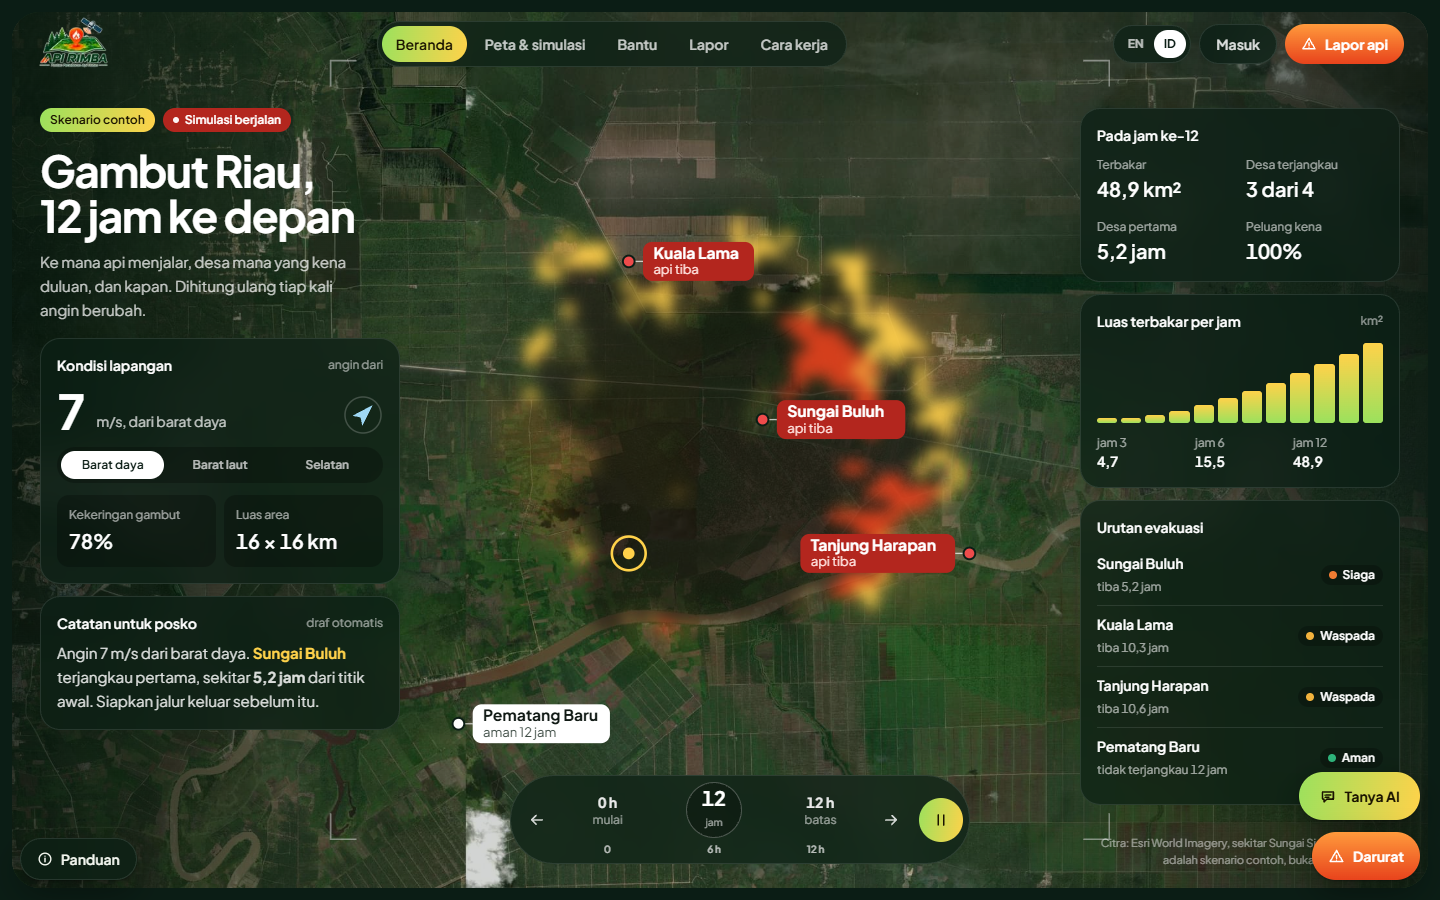 API RIMBA
Beranda
Peta & simulasi
Bantu
Lapor
Cara kerja
EN
ID
Masuk
Lapor api
Skenario contoh
Simulasi berjalan
Gambut Riau,
12 jam ke depan
Ke mana api menjalar, desa mana yang kena
duluan, dan kapan. Dihitung ulang tiap kali
angin berubah.
Kondisi lapangan
angin dari
7
m/s, dari barat daya
Barat daya
Barat laut
Selatan
Kekeringan gambut
78%
Luas area
16 × 16 km
Catatan untuk posko
draf otomatis
Angin 7 m/s dari barat daya. Sungai Buluh
terjangkau pertama, sekitar 5,2 jam dari titik
awal. Siapkan jalur keluar sebelum itu.
Panduan
Kuala Lama
api tiba
Sungai Buluh
api tiba
Tanjung Harapan
api tiba
Pematang Baru
aman 12 jam
0h
mulai
12
jam
12h
batas
0
6h
12h
Pada jam ke-12
Terbakar
48,9 km²
Desa terjangkau
3 dari 4
Desa pertama
5,2 jam
Peluang kena
100%
Luas terbakar per jam
km²
jam 3
4,7
jam 6
15,5
jam 12
48,9
Urutan evakuasi
Sungai Buluh
tiba 5,2 jam
Siaga
Kuala Lama
tiba 10,3 jam
Waspada
Tanjung Harapan
tiba 10,6 jam
Waspada
Pematang Baru
tidak terjangkau 12 jam
Aman
Tanya AI
Citra: Esri World Imagery, sekitar Sungai
adalah skenario contoh,
Darurat